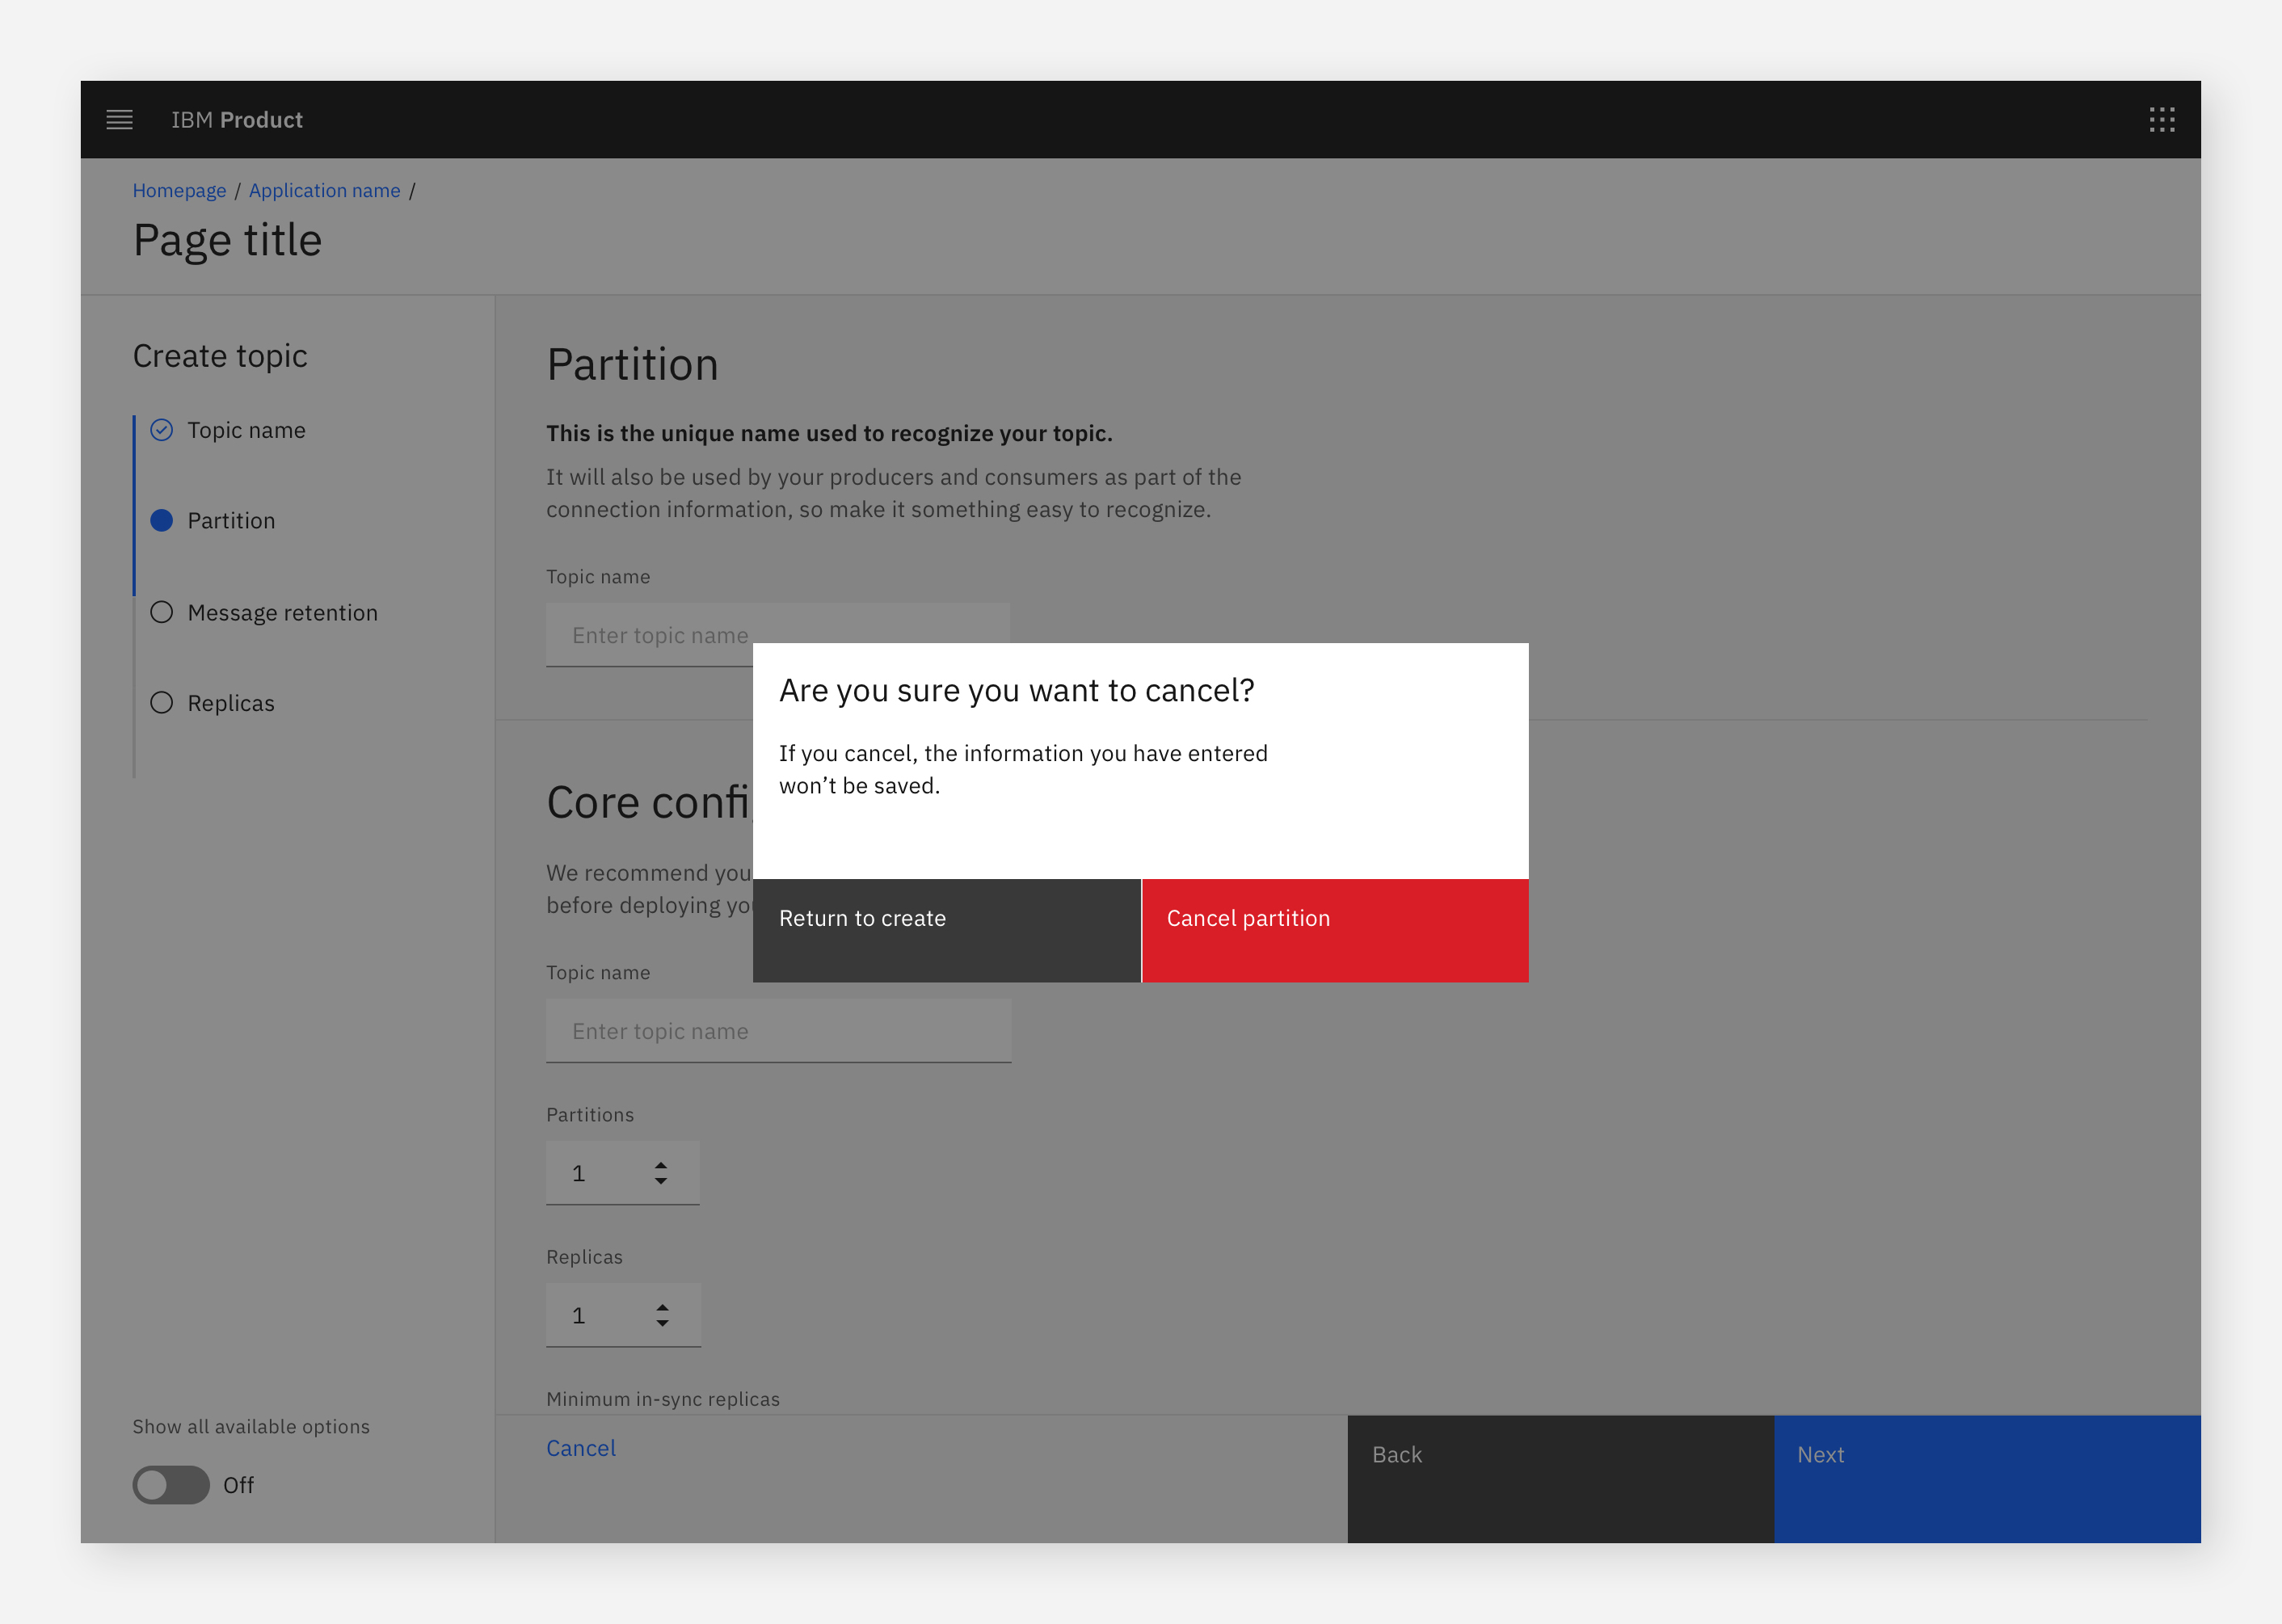 IBM Product
Homepage / Application name /
Page title
Create topic
Topic name
Partition
Message retention
Replicas
Show all available options
Off
Partition
This is the unique name used to recognize your topic.
It will also be used by your producers and consumers as part of the
connection information, so make it something easy to recognize.
Topic name
Enter topic name
Core
We recommend you
before deploying
Topic name
Enter topic name
Partitions
1
Replicas
1
Minimum in-sync replicas
Cancel
Back
Next
Are you sure you want to cancel?
If you cancel, the information you have entered
won’t be saved.
Return to create
Cancel partition